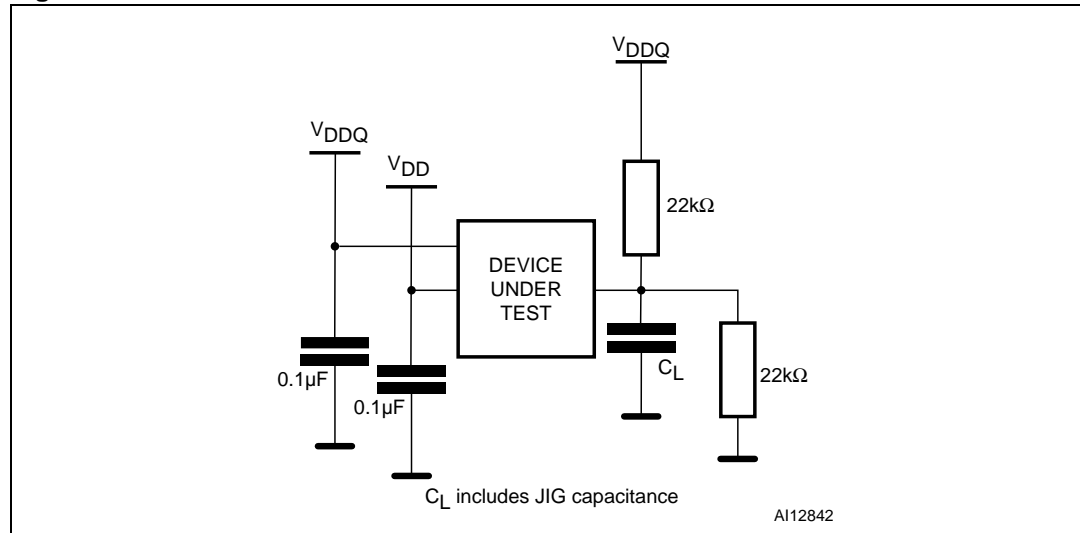 VDDQ
VDDQ
VDD
22kΩ
DEVICE
UNDER
TEST
CL
22kΩ
0.1µF
0.1µF
CL includes JIG capacitance
AI12842